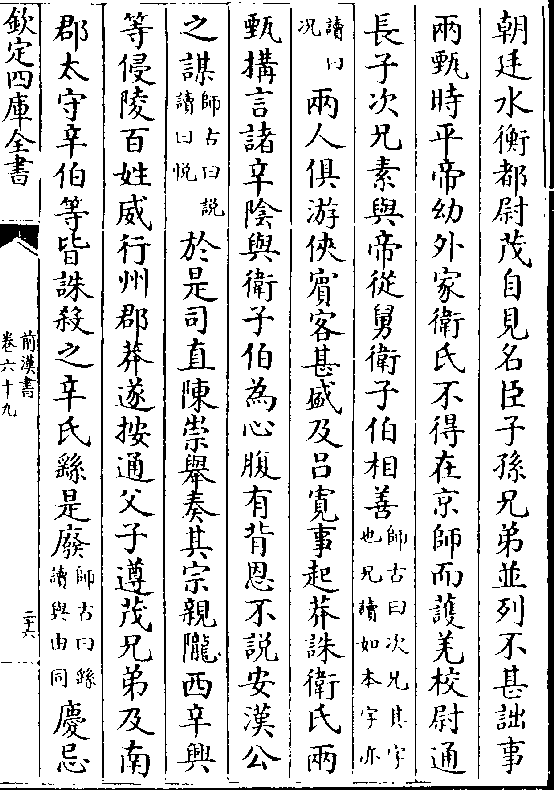 朝廷水衡都尉茂自見名臣子孫兄弟並列不甚詘事
兩甄時平帝幼外家衛氏不得在京師而護羌校尉通
長子次兄素與帝從舅衛子伯相善師古曰次兄其字也兄讀如本字亦
讀曰况兩人俱游俠賓客甚盛及吕寛事起莽誅衛氏兩
甄搆言諸辛陰與衛子伯為心腹有背恩不説安漢公
之謀師古曰説讀曰悦於是司直陳崇舉奏其宗親隴西辛興
等侵陵百姓威行州郡莽遂按通父子遵茂兄弟及南
郡太守辛伯等皆誅殺之辛氏繇是廢師古曰繇讀與由同慶忌
欽定四庫全書
前漢書
卷六十九
二十六